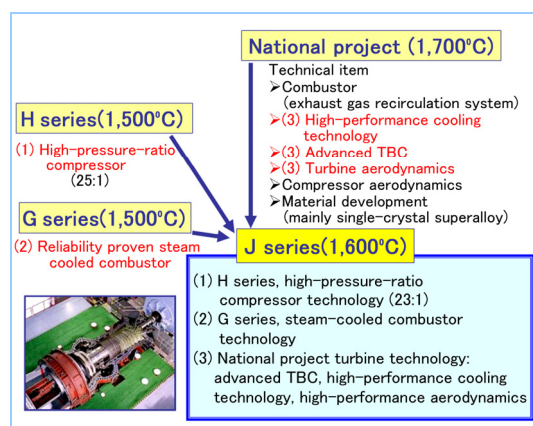 National project (1,700℃)
Technical item
➢Combustor
(exhaust gas recirculation system)
➢(3) High-performance cooling
technology
➢(3) Advanced TBC
➢(3) Turbine aerodynamics
➢Compressor aerodynamics
➢Material development
(mainly single-crystal superalloy)
H series(1,500℃)
(1) High-pressure-ratio
compressor
(25:1)
G series(1,500℃)
(2) Reliability proven steam
cooled combustor
J series(1,600℃)
(1) H series, high-pressure-ratio
compressor technology (23:1)
(2) G series, steam-cooled combustor
technology
(3) National project turbine technology:
advanced TBC, high-performance cooling
technology, high-performance aerodynamics